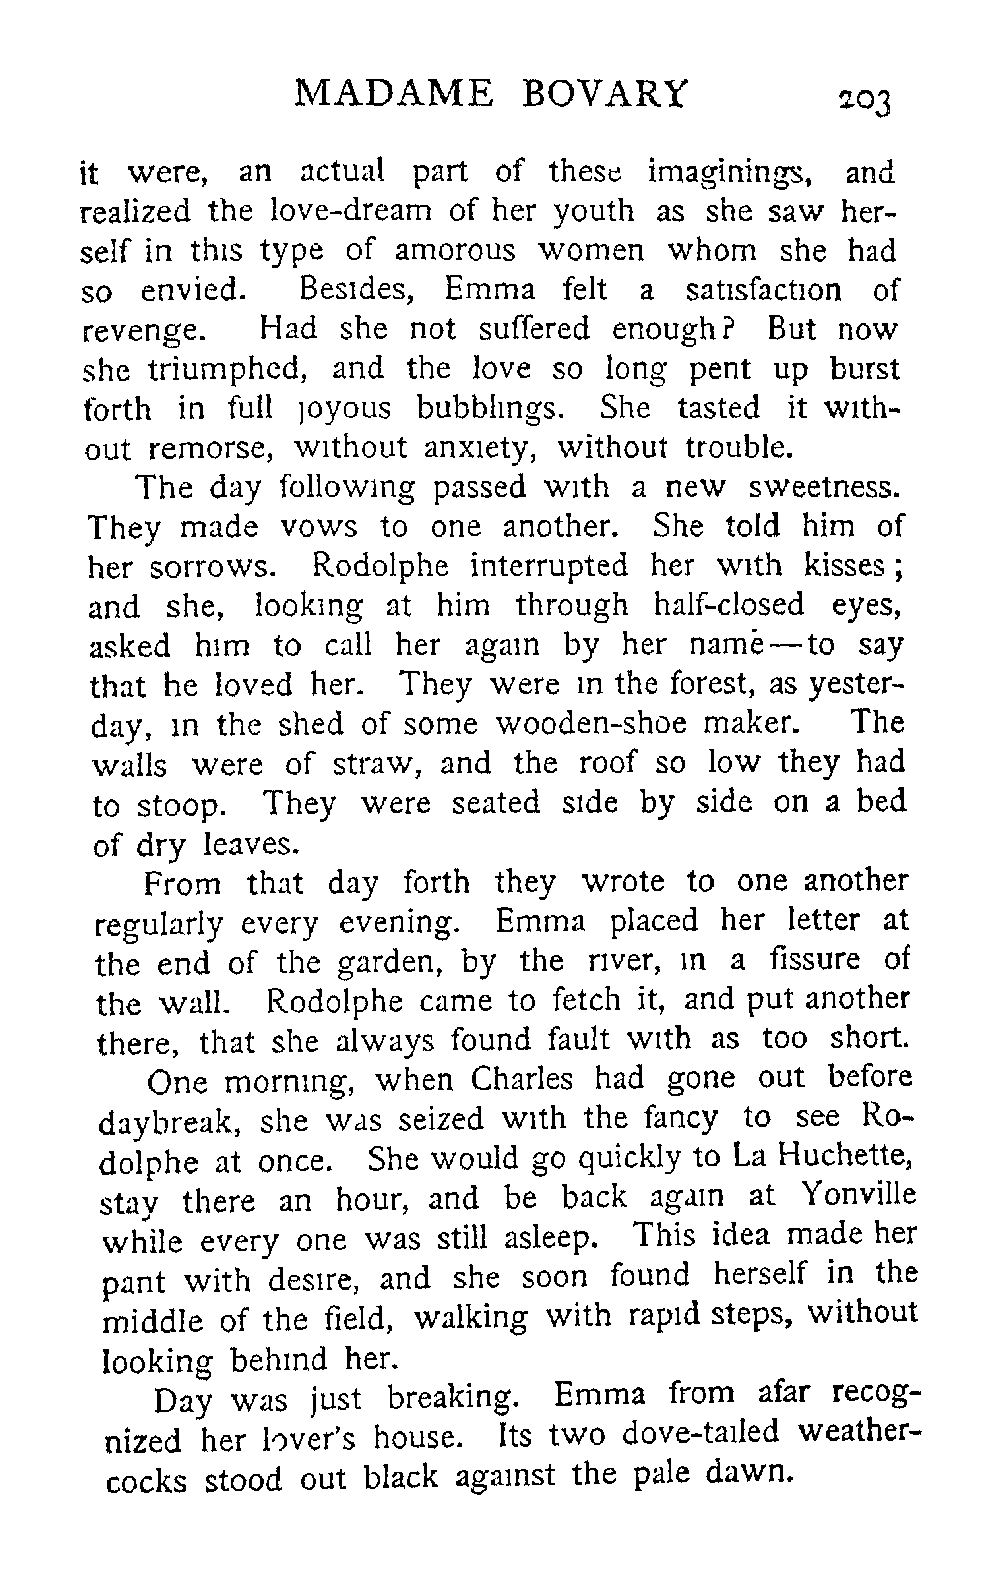 MADAME BOVARY 203
it were, an actual part of these imaginings, and
realized the love-dream of her youth as she saw her-
self in this type of amorous women whom she had
so envied. Besides, Emma felt a satisfaction of
revenge. Had she not suffered enough? But now
she triumphed, and the love so long pent up burst
forth in full joyous bubblings. She tasted it with-
out remorse, without anxiety, without trouble.
The day following passed with a new sweetness.
They made vows to one another. She told him of
her sorrows. Rodolphe interrupted her with kisses;
and she, looking at him through half-closed eyes,
asked him to call her again by her name—to say
that he loved her. They were in the forest, as yester-
day, in the shed of some wooden-shoe maker. The
walls were of straw, and the roof so low they had
to stoop. They were seated side by side on a bed
of dry leaves.
From that day forth they wrote to one another
regularly every evening. Emma placed her letter at
the end of the garden, by the river, in a fissure of
the wall. Rodolphe came to fetch it, and put another
there, that she always found fault with as too short.
One morning, when Charles had gone out before
daybreak, she was seized with the fancy to see Ro-
dolphe at once. She would go quickly to La Huchette,
stay there an hour, and be back again at Yonville
while every one was still asleep. This idea made her
pant with desire, and she soon found herself in the
middle of the field, walking with rapid steps, without
looking behind her.
Day was just breaking. Emma from afar recog-
nized her lover's house. Its two dove-tailed weather-
cocks stood out black against the pale dawn.